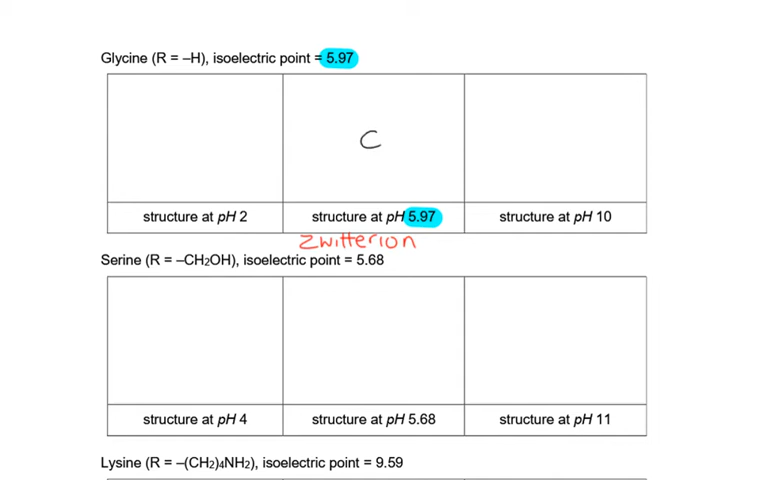 Glycine (R = –H), isoelectric point = 5.97
C
structure at pH 2 structure at pH 5.97 structure at pH 10
zwitterion
Serine (R = –CH₂OH), isoelectric point = 5.68
structure at pH 4 structure at pH 5.68 structure at pH 11
Lysine (R = –(CH₂)₄NH₂), isoelectric point = 9.59